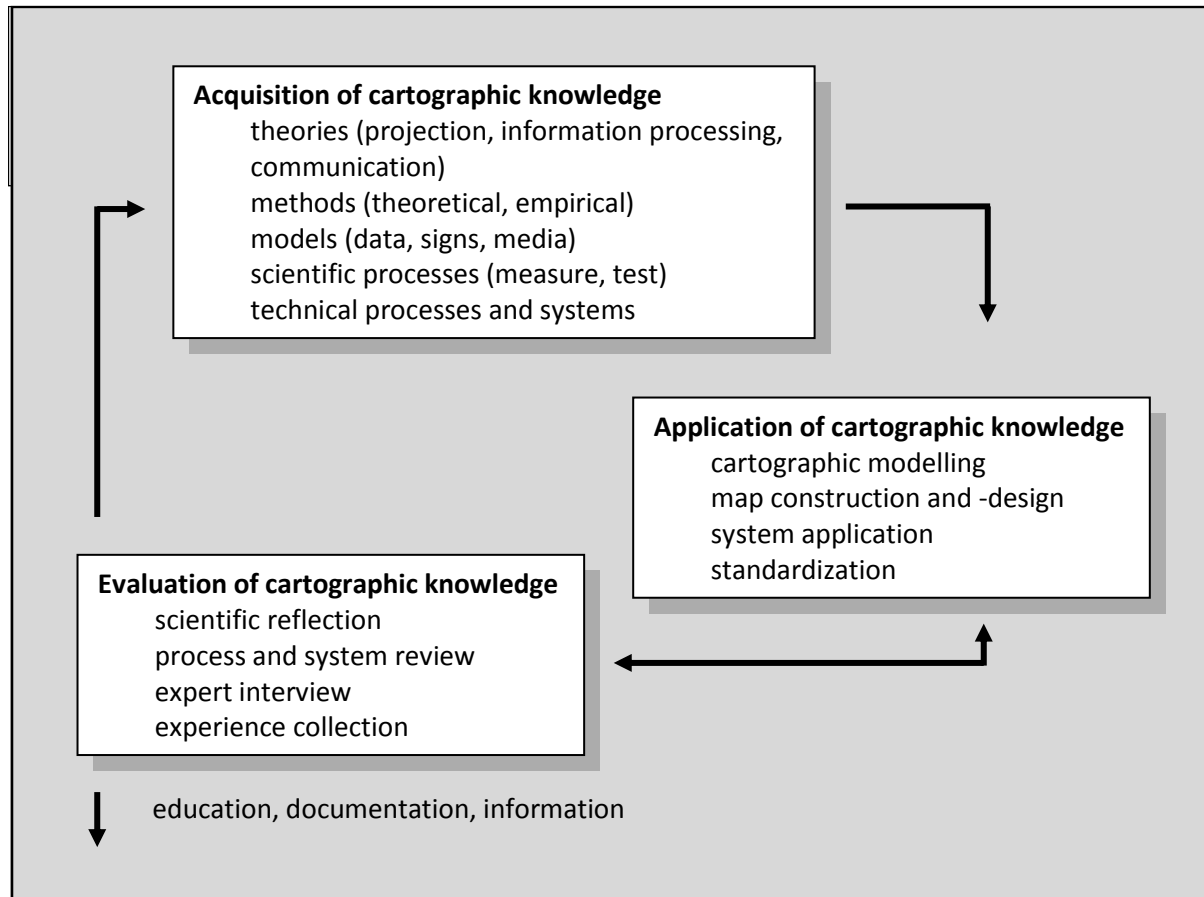 Acquisition of cartographic knowledge
theories (projection, information processing,
communication)
methods (theoretical, empirical)
models (data, signs, media)
scientific processes (measure, test)
technical processes and systems
Application of cartographic knowledge
cartographic modelling
map construction and -design
system application
standardization
Evaluation of cartographic knowledge
scientific reflection
process and system review
expert interview
experience collection
education, documentation, information